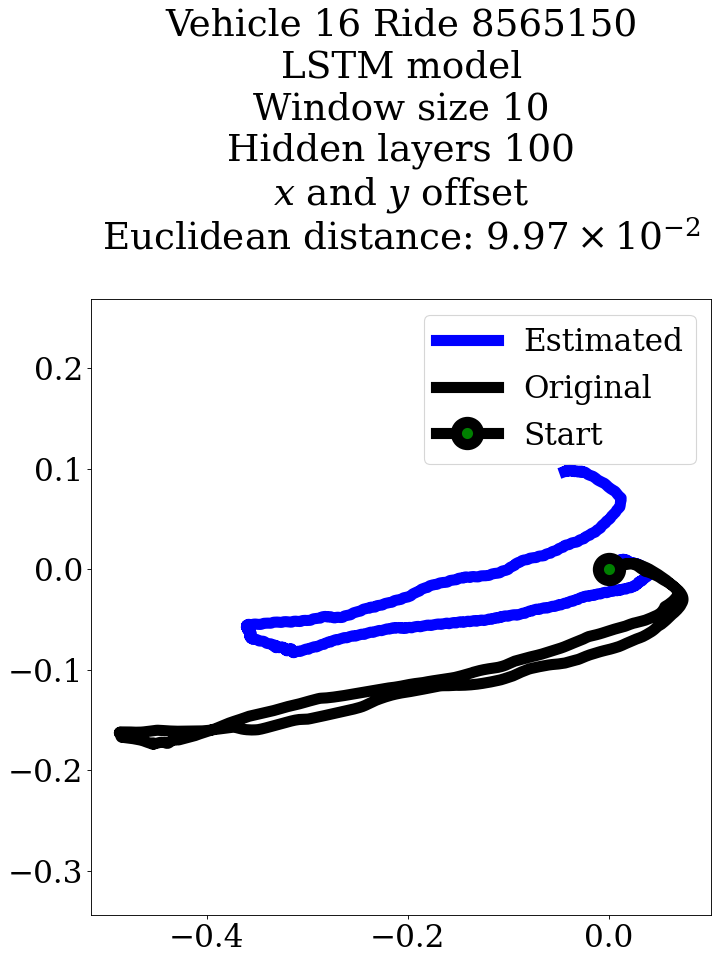 Vehicle 16 Ride 8565150
LSTM model
Window size 10
Hidden layers 100
x and y offset
Euclidean distance: 9.97 × 10⁻²
Estimated
Original
Start
0.2
0.1
0.0
−0.1
−0.2
−0.3
−0.4
−0.2
0.0